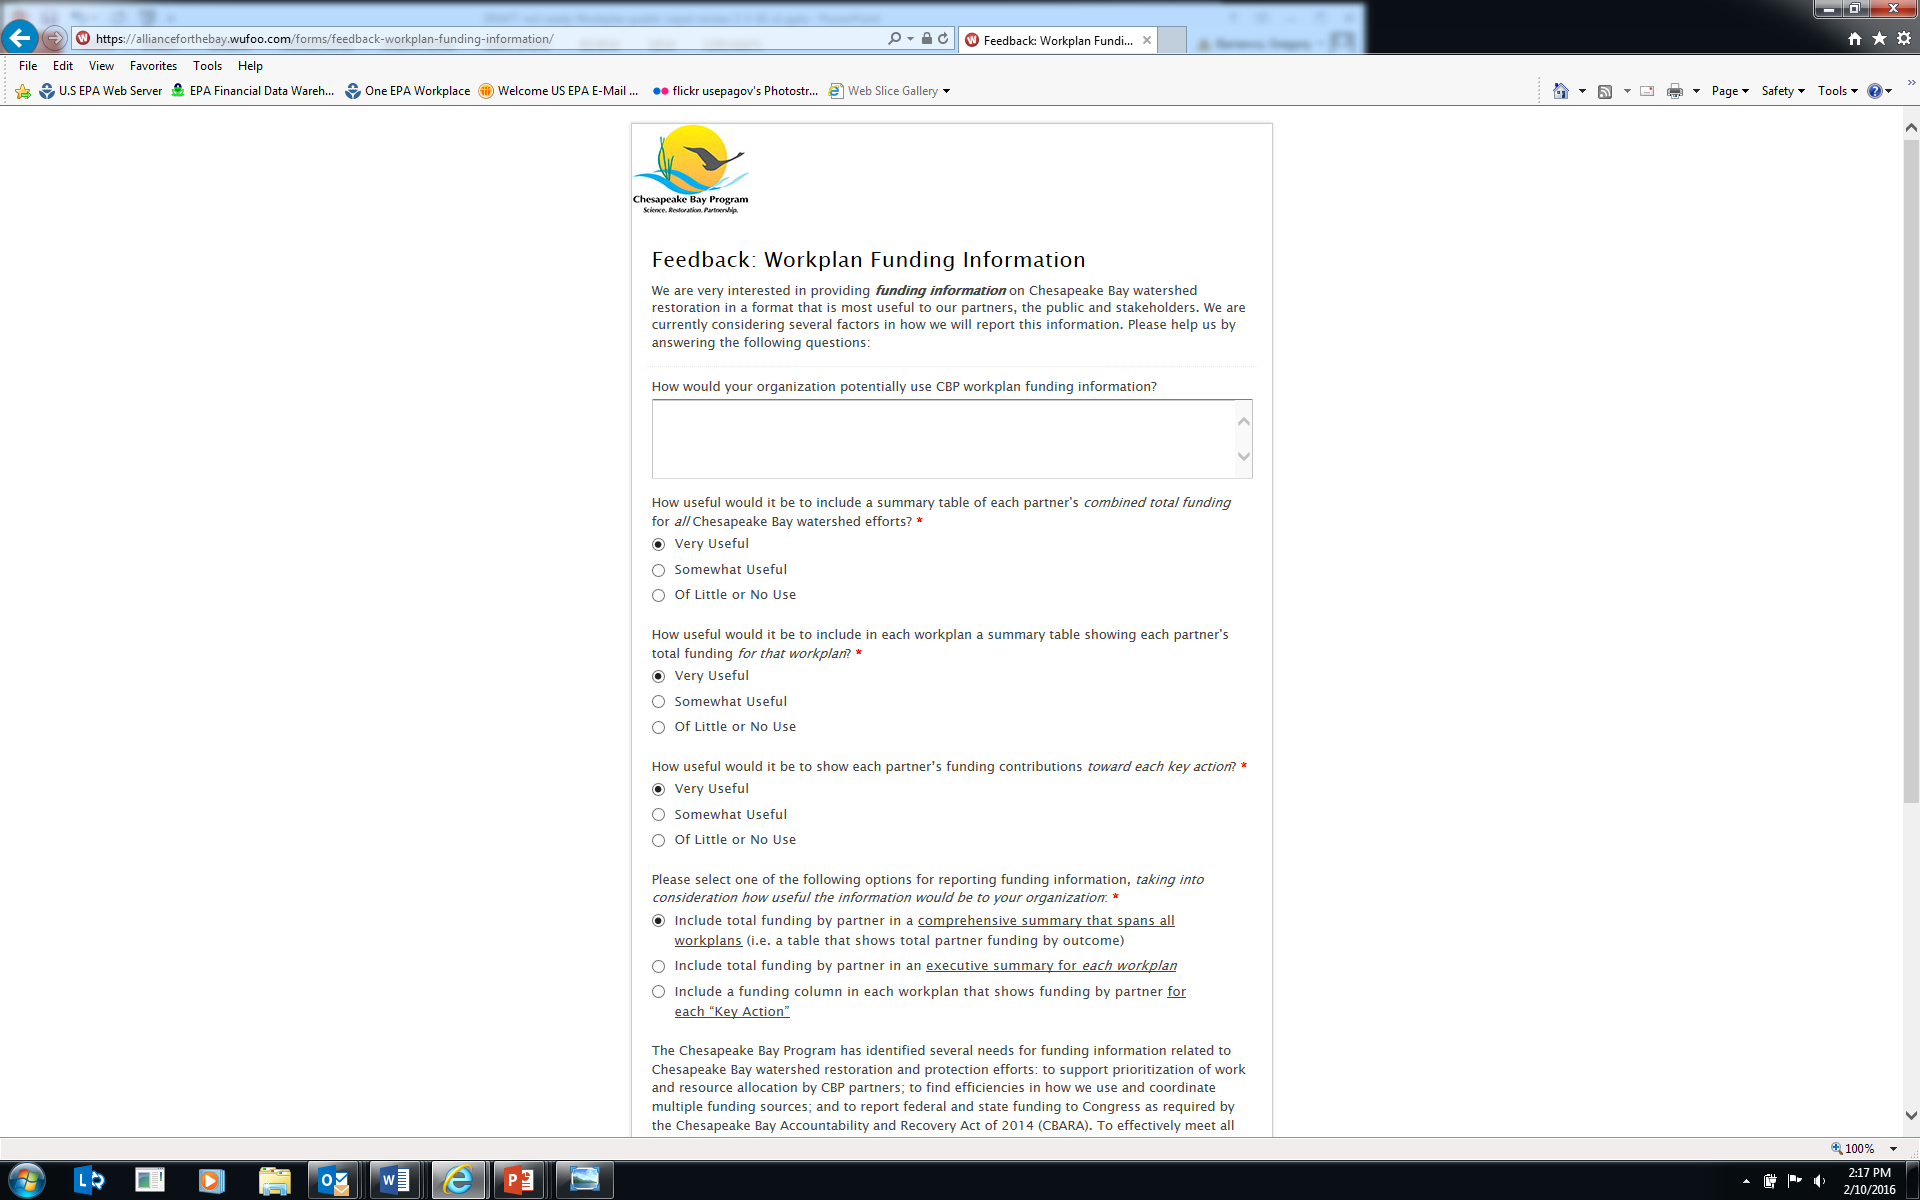 https://allianceforthebay.wufoo.com/forms/feedback-workplan-funding-information/
Feedback: Workplan Fundi...
File Edit View Favorites Tools Help
U.S EPA Web Server EPA Financial Data Wareh... One EPA Workplace Welcome US EPA E-Mail ... flickr usepagov's Photostr... Web Slice Gallery
Page Safety Tools
Chesapeake Bay Program
Science. Restoration. Partnership.
Feedback: Workplan Funding Information
We are very interested in providing funding information on Chesapeake Bay watershed
restoration in a format that is most useful to our partners, the public and stakeholders. We are
currently considering several factors in how we will report this information. Please help us by
answering the following questions:
How would your organization potentially use CBP workplan funding information?
How useful would it be to include a summary table of each partner's combined total funding
for all Chesapeake Bay watershed efforts? *
Very Useful
Somewhat Useful
Of Little or No Use
How useful would it be to include in each workplan a summary table showing each partner's
total funding for that workplan? *
Very Useful
Somewhat Useful
Of Little or No Use
How useful would it be to show each partner’s funding contributions toward each key action? *
Very Useful
Somewhat Useful
Of Little or No Use
Please select one of the following options for reporting funding information, taking into
consideration how useful the information would be to your organization: *
Include total funding by partner in a comprehensive summary that spans all
workplans (i.e. a table that shows total partner funding by outcome)
Include total funding by partner in an executive summary for each workplan
Include a funding column in each workplan that shows funding by partner for
each “Key Action”
The Chesapeake Bay Program has identified several needs for funding information related to
Chesapeake Bay watershed restoration and protection efforts: to support prioritization of work
and resource allocation by CBP partners; to find efficiencies in how we use and coordinate
multiple funding sources; and to report federal and state funding to Congress as required by
the Chesapeake Bay Accountability and Recovery Act of 2014 (CBARA). To effectively meet all
100%
2:17 PM
2/10/2016